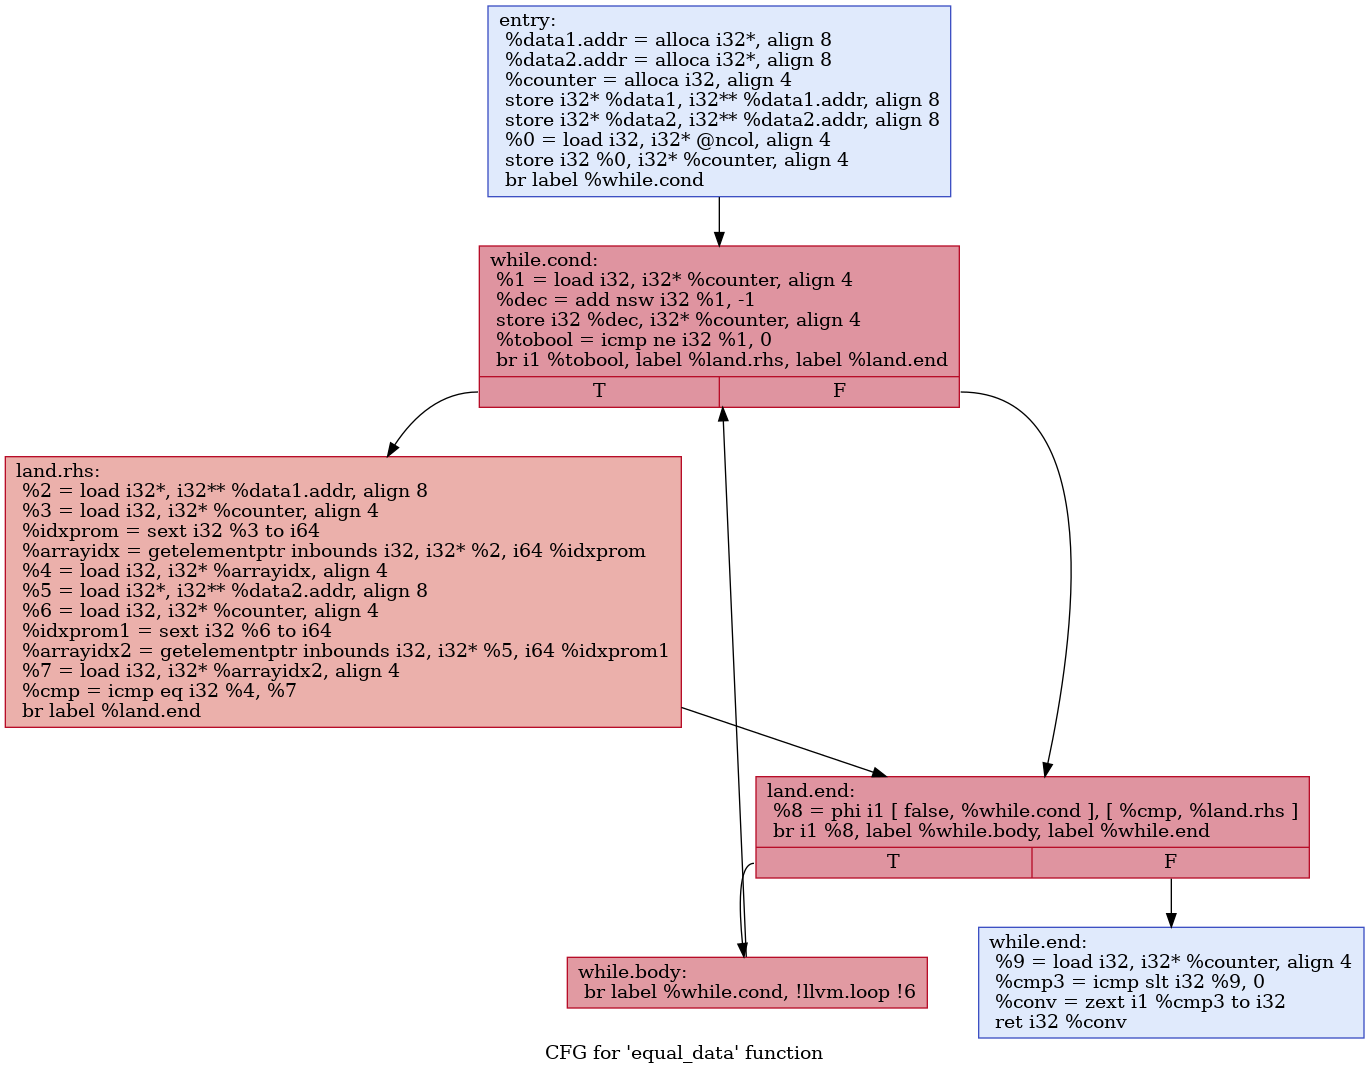 entry:
%data1.addr = alloca i32*, align 8
%data2.addr = alloca i32*, align 8
%counter = alloca i32, align 4
store i32* %data1, i32** %data1.addr, align 8
store i32* %data2, i32** %data2.addr, align 8
%0 = load i32, i32* @ncol, align 4
store i32 %0, i32* %counter, align 4
br label %while.cond
while.cond:
%1 = load i32, i32* %counter, align 4
%dec = add nsw i32 %1, -1
store i32 %dec, i32* %counter, align 4
%tobool = icmp ne i32 %1, 0
br i1 %tobool, label %land.rhs, label %land.end
T F
land.rhs:
%2 = load i32*, i32** %data1.addr, align 8
%3 = load i32, i32* %counter, align 4
%idxprom = sext i32 %3 to i64
%arrayidx = getelementptr inbounds i32, i32* %2, i64 %idxprom
%4 = load i32, i32* %arrayidx, align 4
%5 = load i32*, i32** %data2.addr, align 8
%6 = load i32, i32* %counter, align 4
%idxprom1 = sext i32 %6 to i64
%arrayidx2 = getelementptr inbounds i32, i32* %5, i64 %idxprom1
%7 = load i32, i32* %arrayidx2, align 4
%cmp = icmp eq i32 %4, %7
br label %land.end
land.end:
%8 = phi i1 [ false, %while.cond ], [ %cmp, %land.rhs ]
br i1 %8, label %while.body, label %while.end
T F
while.body:
br label %while.cond, !llvm.loop !6
while.end:
%9 = load i32, i32* %counter, align 4
%cmp3 = icmp slt i32 %9, 0
%conv = zext i1 %cmp3 to i32
ret i32 %conv
CFG for 'equal_data' function